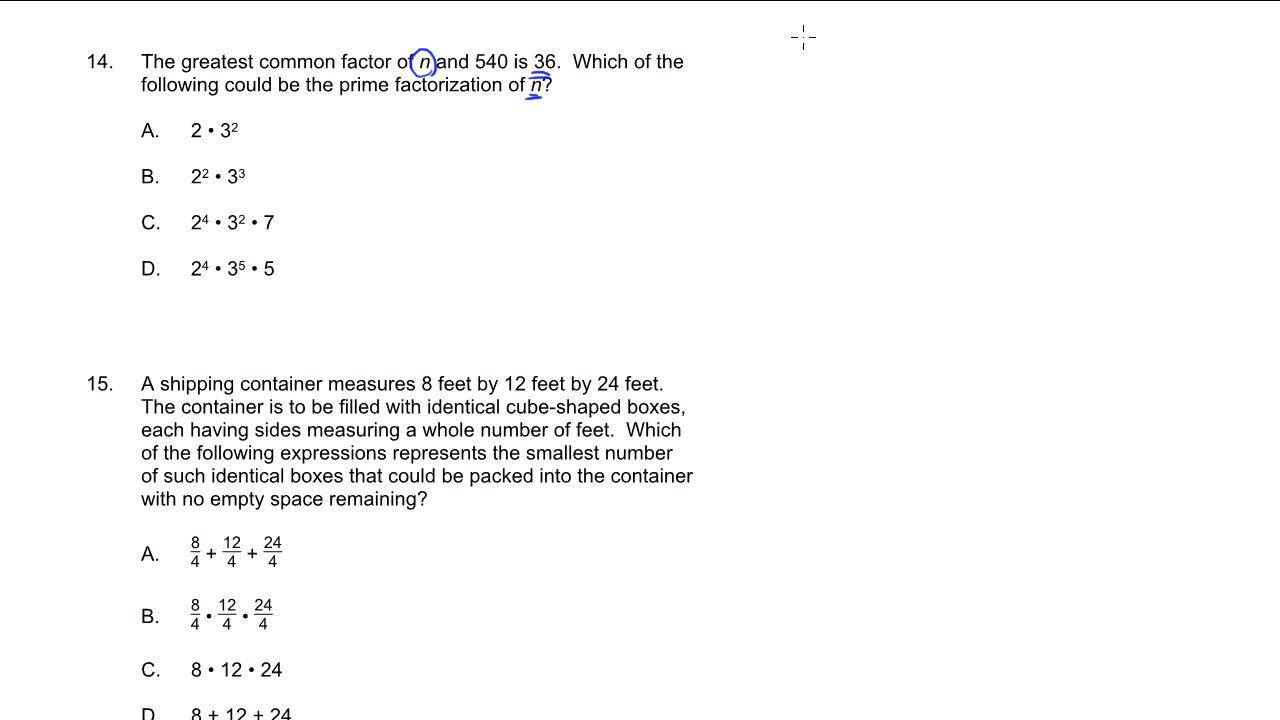 14. The greatest common factor of n and 540 is 36. Which of the
following could be the prime factorization of n?
A. 2 • 3²
B. 2² • 3³
C. 2⁴ • 3² • 7
D. 2⁴ • 3⁵ • 5
15. A shipping container measures 8 feet by 12 feet by 24 feet.
The container is to be filled with identical cube-shaped boxes,
each having sides measuring a whole number of feet. Which
of the following expressions represents the smallest number
of such identical boxes that could be packed into the container
with no empty space remaining?
A. 8/4 + 12/4 + 24/4
B. 8/4 • 12/4 • 24/4
C. 8 • 12 • 24
D. 8 + 12 + 24